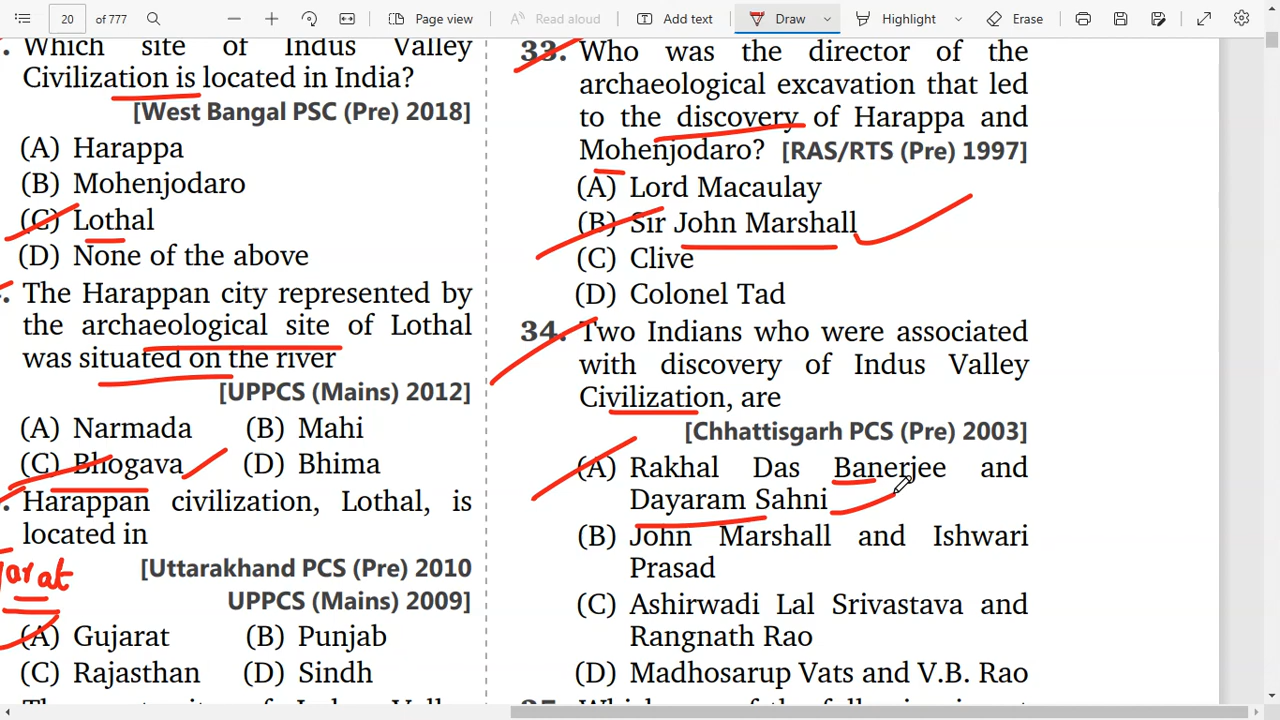 20 of 777
Page view
Read aloud
Add text
Draw
Highlight
Erase
Which site of Indus Valley
Civilization is located in India?
[West Bangal PSC (Pre) 2018]
(A) Harappa
(B) Mohenjodaro
(C) Lothal
(D) None of the above
The Harappan city represented by
the archaeological site of Lothal
was situated on the river
[UPPCS (Mains) 2012]
(A) Narmada (B) Mahi
(C) Bhogava (D) Bhima
Harappan civilization, Lothal, is
located in
arat
[Uttarakhand PCS (Pre) 2010
UPPCS (Mains) 2009]
(A) Gujarat (B) Punjab
(C) Rajasthan (D) Sindh
33. Who was the director of the
archaeological excavation that led
to the discovery of Harappa and
Mohenjodaro? [RAS/RTS (Pre) 1997]
(A) Lord Macaulay
(B) Sir John Marshall
(C) Clive
(D) Colonel Tad
34. Two Indians who were associated
with discovery of Indus Valley
Civilization, are
[Chhattisgarh PCS (Pre) 2003]
(A) Rakhal Das Banerjee and
Dayaram Sahni
(B) John Marshall and Ishwari
Prasad
(C) Ashirwadi Lal Srivastava and
Rangnath Rao
(D) Madhosarup Vats and V.B. Rao